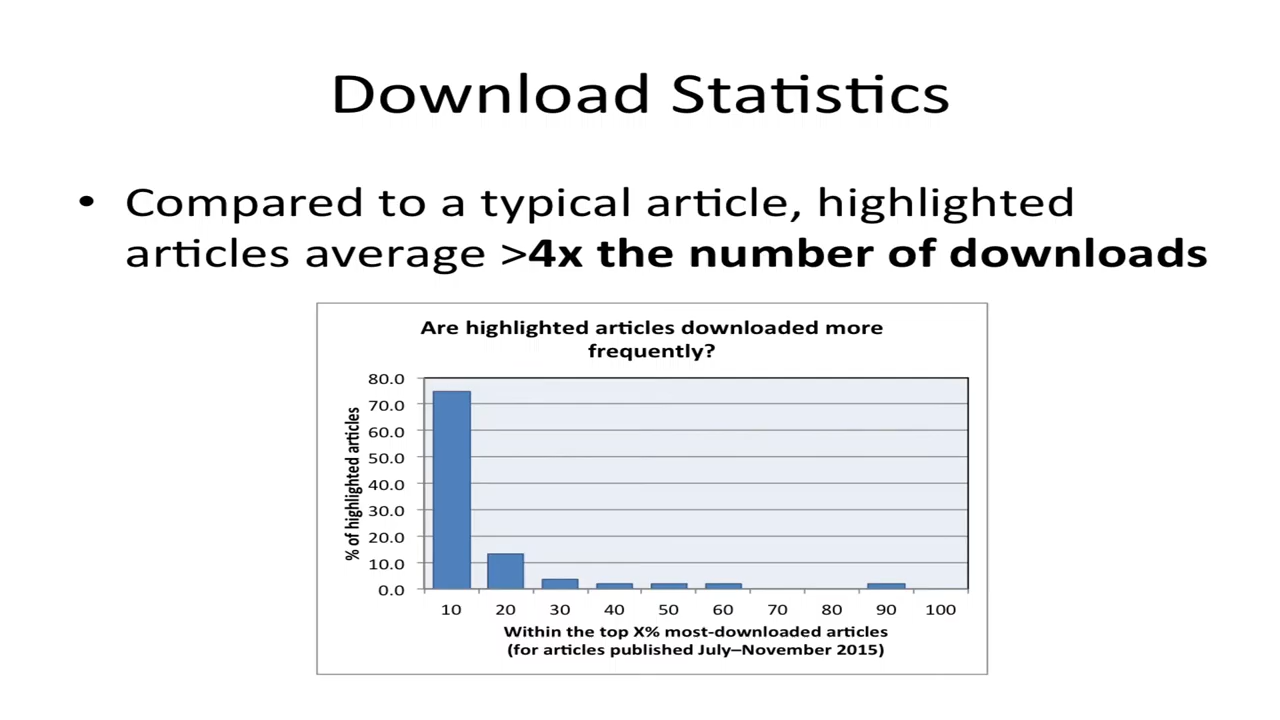 Download Statistics
• Compared to a typical article, highlighted
articles average >4x the number of downloads
Are highlighted articles downloaded more
frequently?
% of highlighted articles
80.0
70.0
60.0
50.0
40.0
30.0
20.0
10.0
0.0
10 20 30 40 50 60 70 80 90 100
Within the top X% most-downloaded articles
(for articles published July–November 2015)